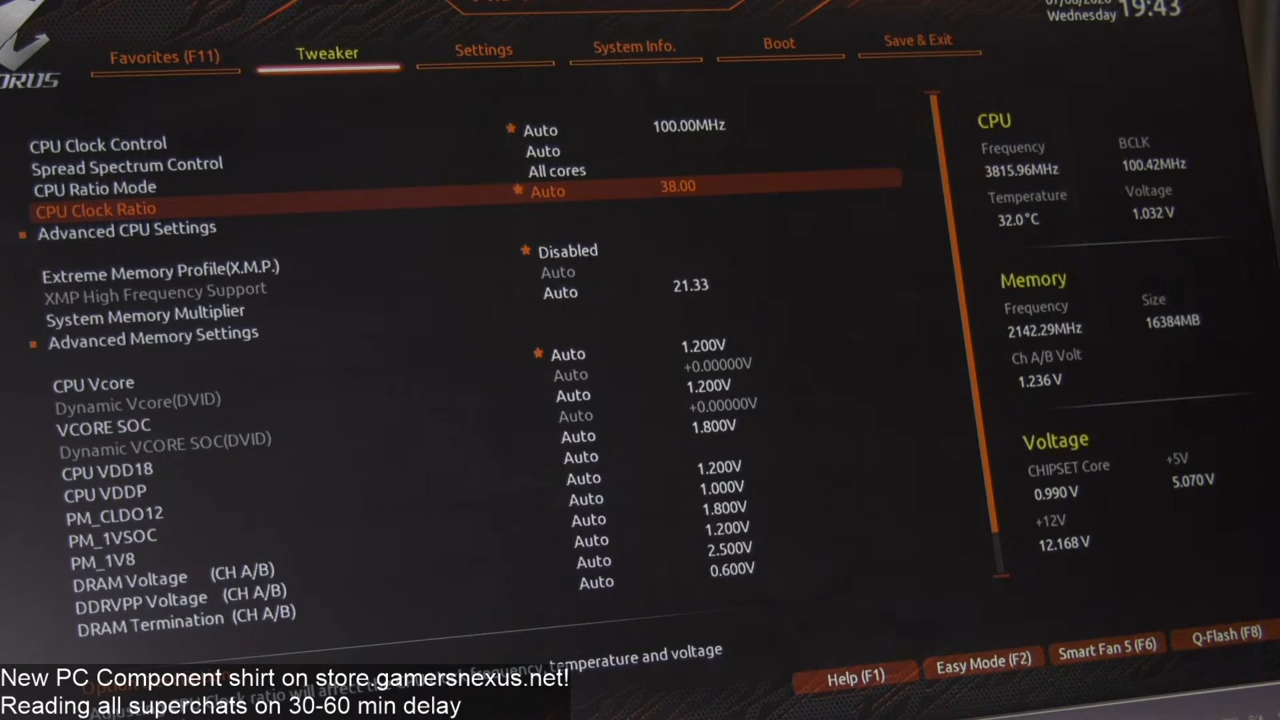 Wednesday 19:43
ORUS
Favorites (F11) Tweaker Settings System Info. Boot Save & Exit
CPU Clock Control Auto 100.00MHz
Spread Spectrum Control Auto
CPU Ratio Mode All cores
CPU Clock Ratio Auto 38.00
Advanced CPU Settings
Extreme Memory Profile(X.M.P.) Disabled
XMP High Frequency Support Auto
System Memory Multiplier Auto 21.33
Advanced Memory Settings
CPU Vcore Auto 1.200V
Dynamic Vcore(DVID) Auto +0.00000V
VCORE SOC Auto 1.200V
Dynamic VCORE SOC(DVID) Auto +0.00000V
CPU VDD18 Auto 1.800V
CPU VDDP Auto
PM_CLDO12 Auto 1.200V
PM_1VSOC Auto 1.000V
PM_1V8 Auto 1.800V
DRAM Voltage (CH A/B) Auto 1.200V
DDRVPP Voltage (CH A/B) Auto 2.500V
DRAM Termination (CH A/B) Auto 0.600V
CPU
Frequency BCLK
3815.96MHz 100.42MHz
Temperature Voltage
32.0 °C 1.032 V
Memory
Frequency Size
2142.29MHz 16384MB
Ch A/B Volt
1.236 V
Voltage
CHIPSET Core +5V
0.990 V 5.070 V
+12V
12.168 V
frequency, temperature and voltage
Help (F1) Easy Mode (F2) Smart Fan 5 (F6) Q-Flash (F8)
New PC Component shirt on store.gamersnexus.net!
Reading all superchats on 30-60 min delay